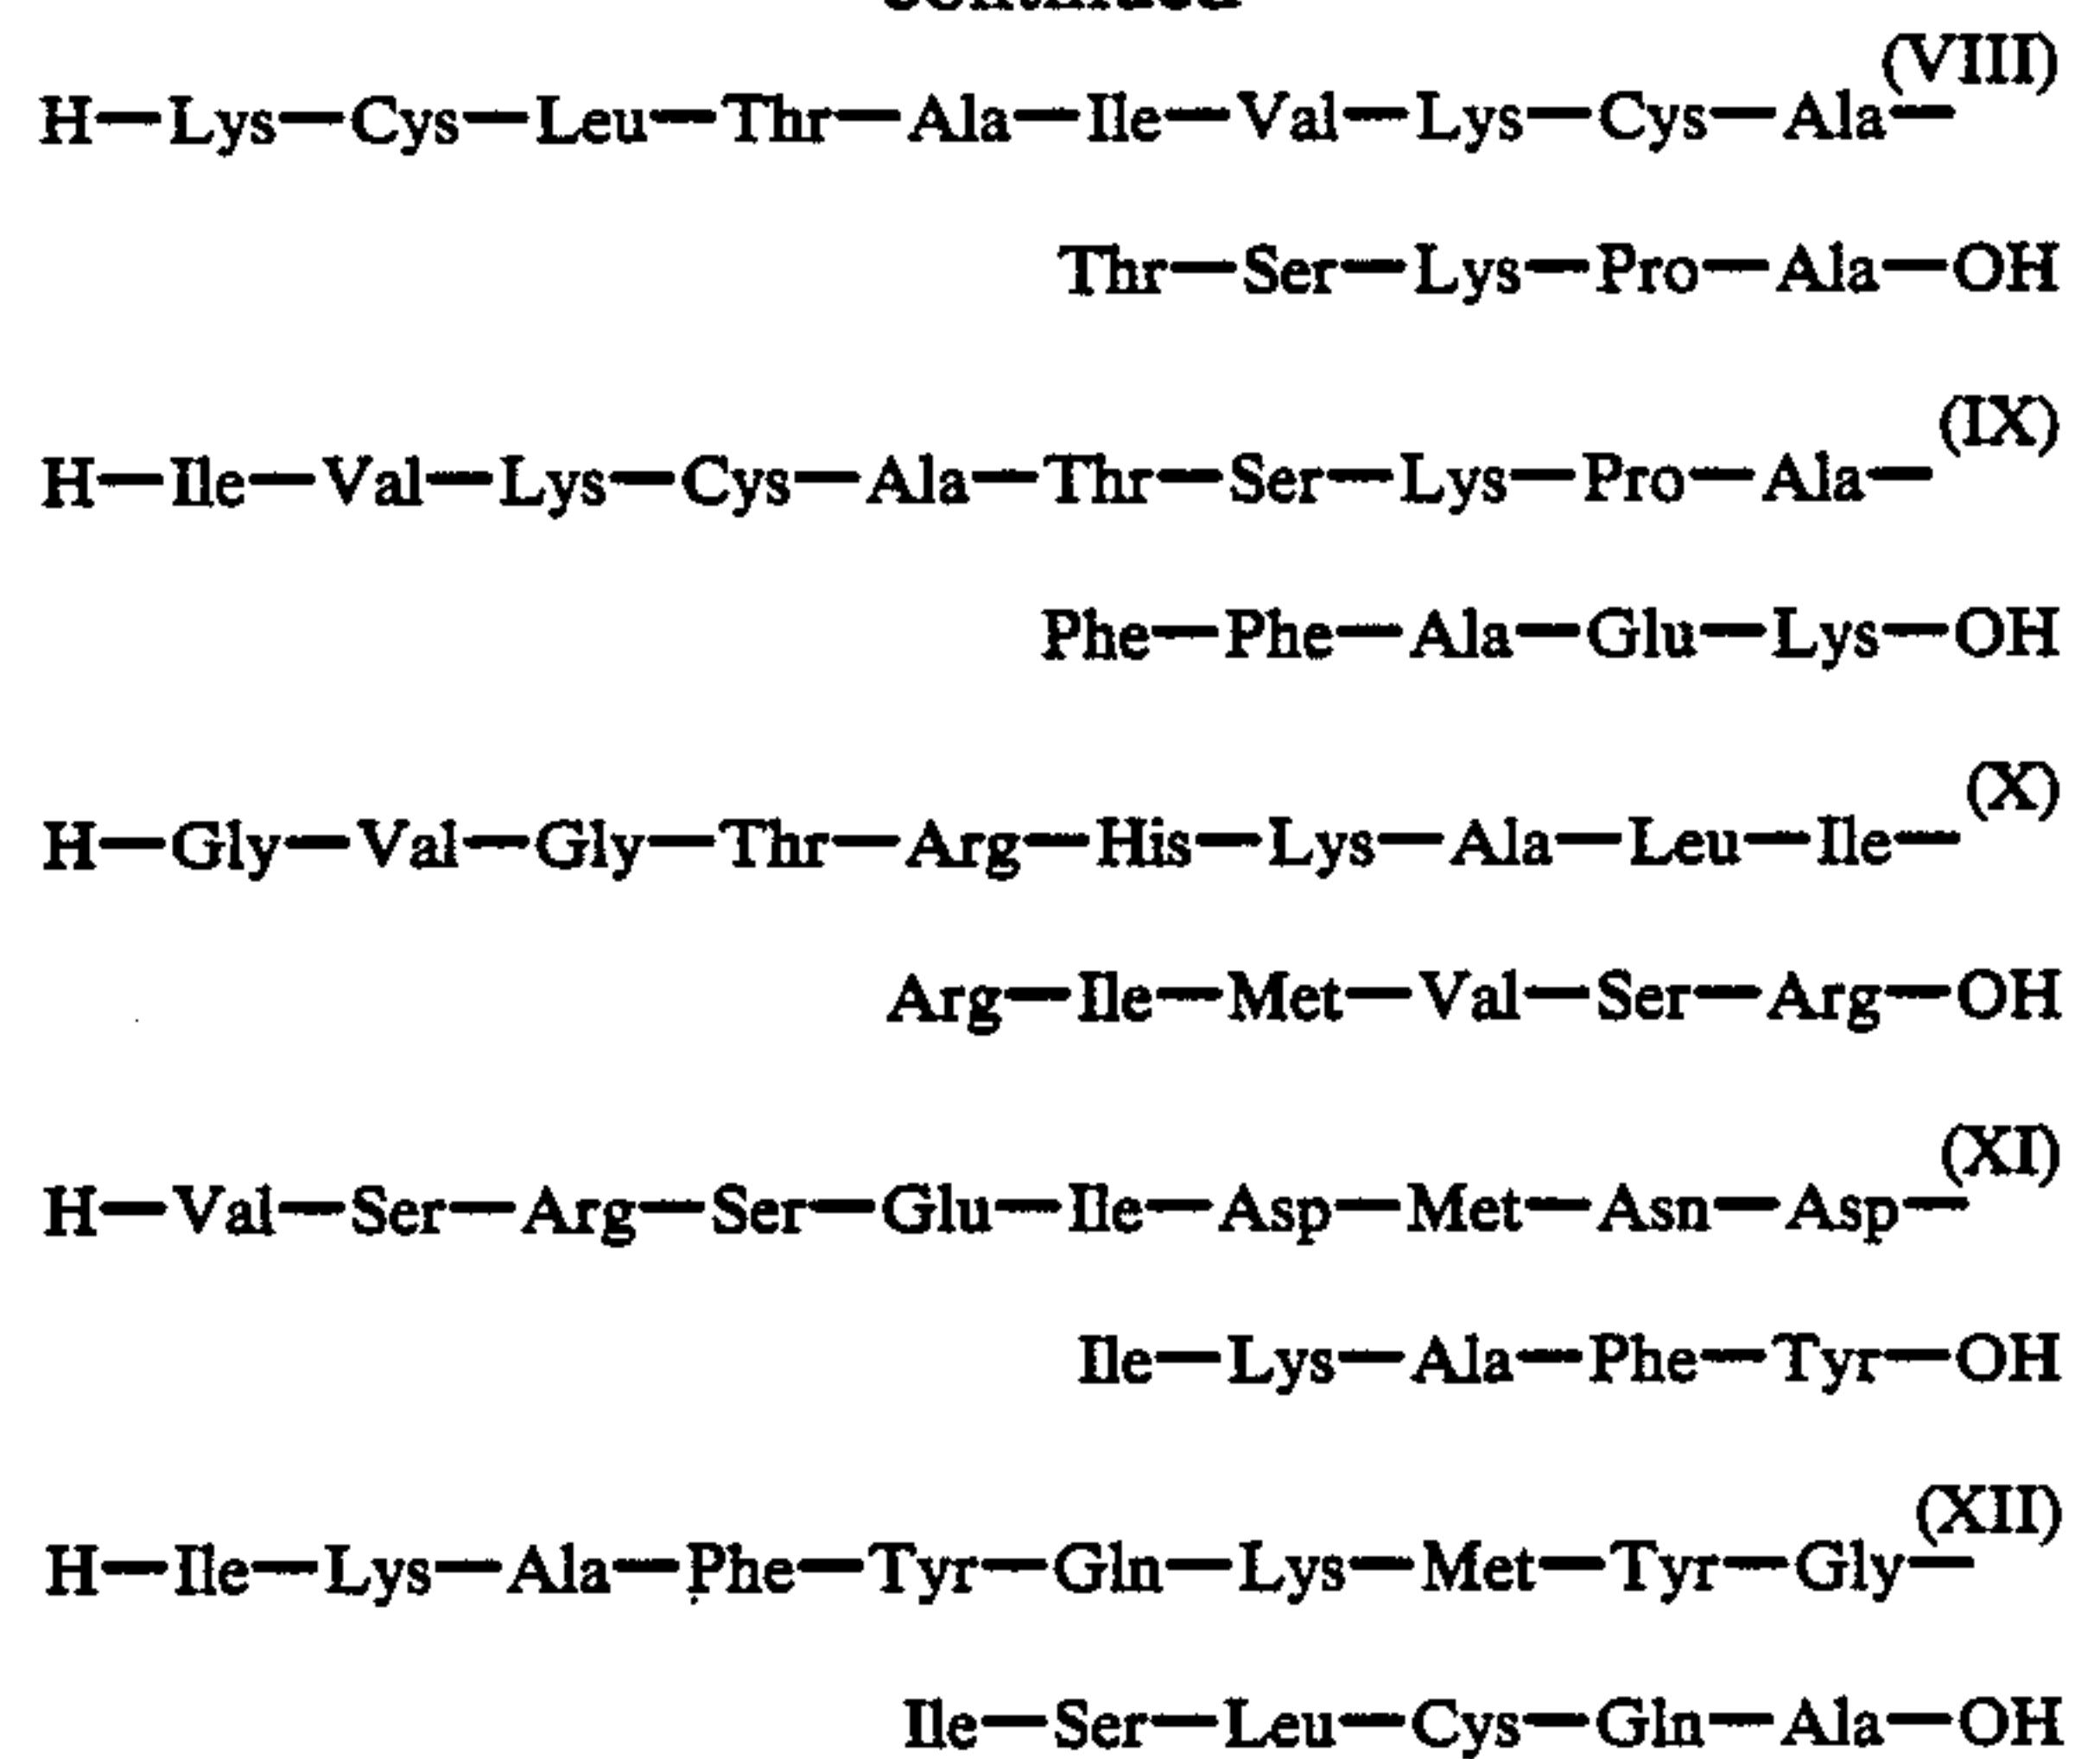 continued
(VIII)
H—Lys—Cys—Leu—Thr—Ala—Ile—Val—Lys—Cys—Ala—
Thr—Ser—Lys—Pro—Ala—OH
(IX)
H—Ile—Val—Lys—Cys—Ala—Thr—Ser—Lys—Pro—Ala—
Phe—Phe—Ala—Glu—Lys—OH
(X)
H—Gly—Val—Gly—Thr—Arg—His—Lys—Ala—Leu—Ile—
Arg—Ile—Met—Val—Ser—Arg—OH
(XI)
H—Val—Ser—Arg—Ser—Glu—Ile—Asp—Met—Asn—Asp—
Ile—Lys—Ala—Phe—Tyr—OH
(XII)
H—Ile—Lys—Ala—Phe—Tyr—Gln—Lys—Met—Tyr—Gly—
Ile—Ser—Leu—Cys—Gln—Ala—OH